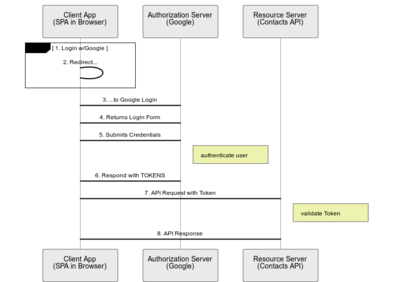 Client App
(SPA in Browser)
Authorization Server
(Google)
Resource Server
(Contacts API)
[ 1. Login w/Google ]
2. Redirect...
3. ...to Google Login
4. Returns Login Form
5. Submits Credentials
authenticate user
6. Respond with TOKENS
7. API Request with Token
validate Token
8. API Response
Client App
(SPA in Browser)
Authorization Server
(Google)
Resource Server
(Contacts API)